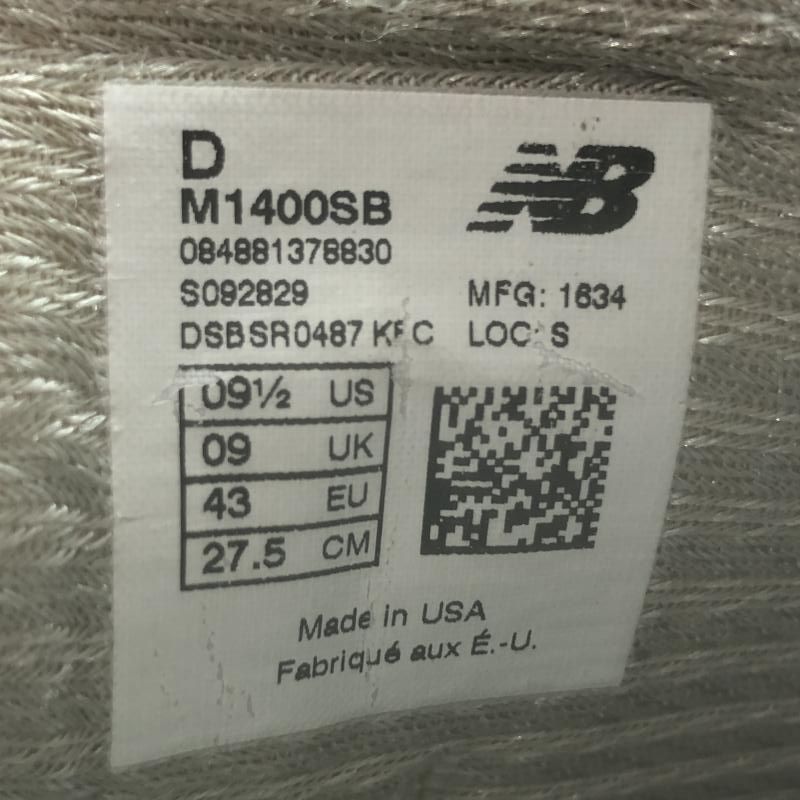 D
NB
M1400SB
084881378830
S092829
MFG: 1634
DSBSR0487
LOC: S
09½ US
09 UK
43 EU
27.5 CM
Made in USA
Fabriqué aux É.-U.